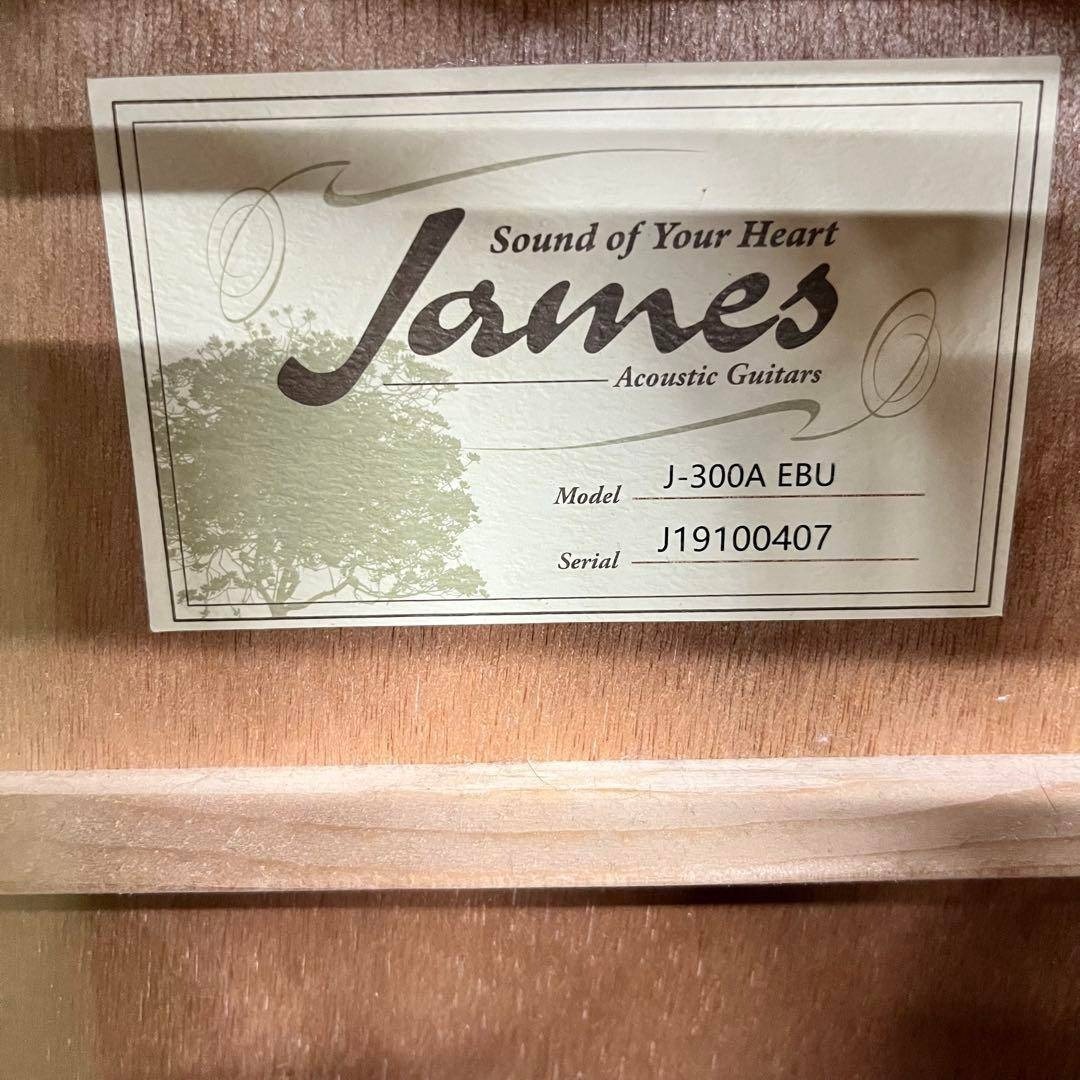 Sound of Your Heart
James
Acoustic Guitars
Model J-300A EBU
Serial J19100407